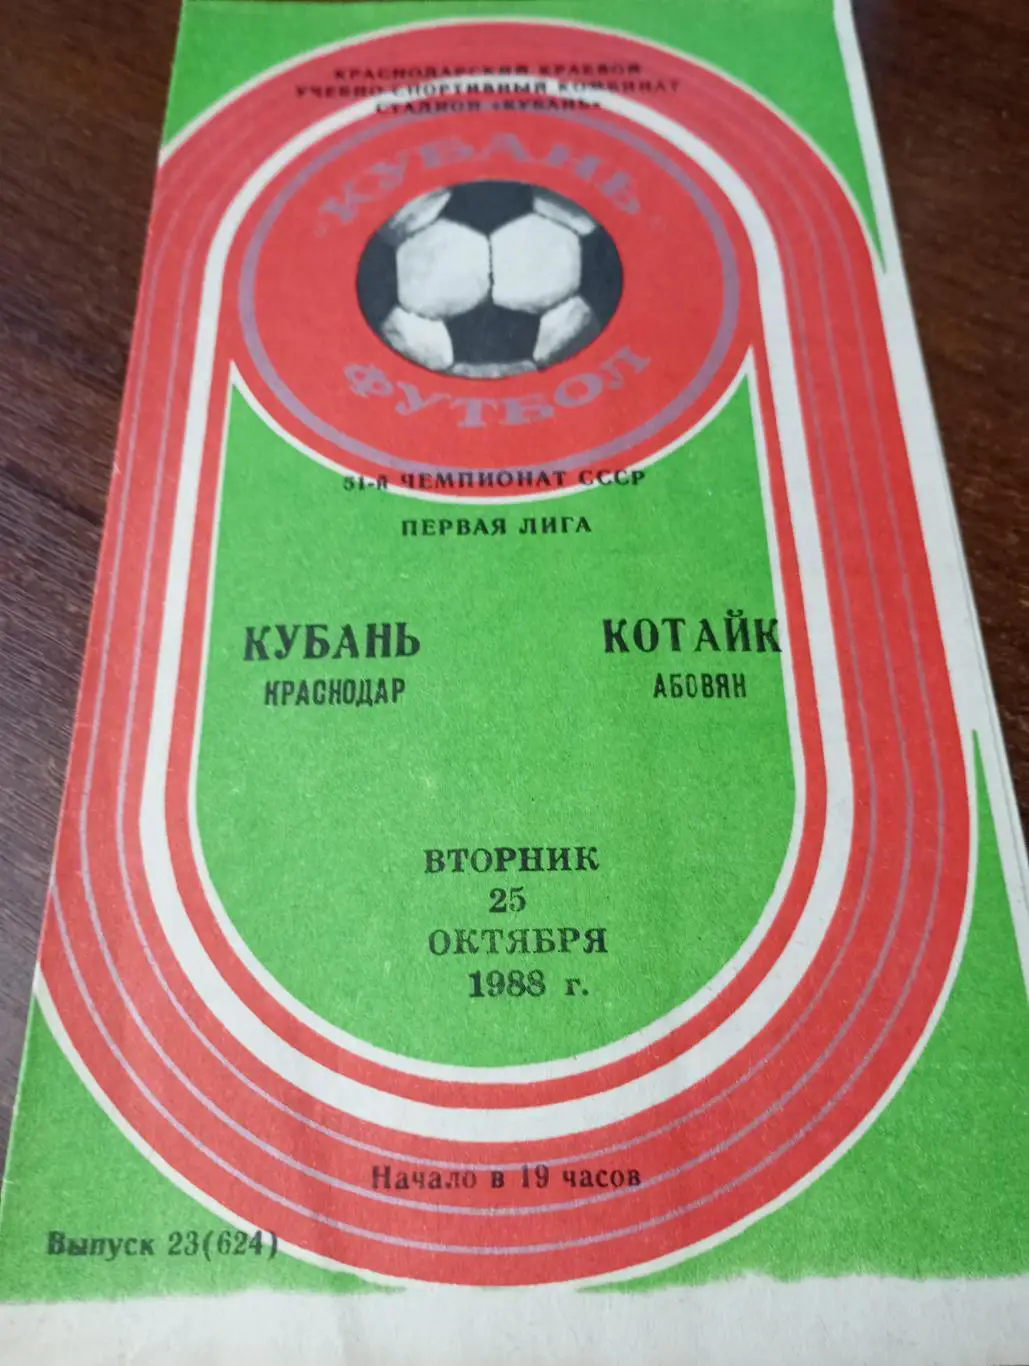 КРАСНОДАРСКИЙ КРАЕВОЙ
УЧЕБНО-СПОРТИВНЫЙ КОМБИНАТ
СТАДИОН «КУБАНЬ»
"КУБАНЬ"
ФУТБОЛ
51-й ЧЕМПИОНАТ СССР
ПЕРВАЯ ЛИГА
КУБАНЬ
КРАСНОДАР
КОТАЙК
АБОВЯН
ВТОРНИК
25
ОКТЯБРЯ
1988 г.
Начало в 19 часов
Выпуск 23(624)